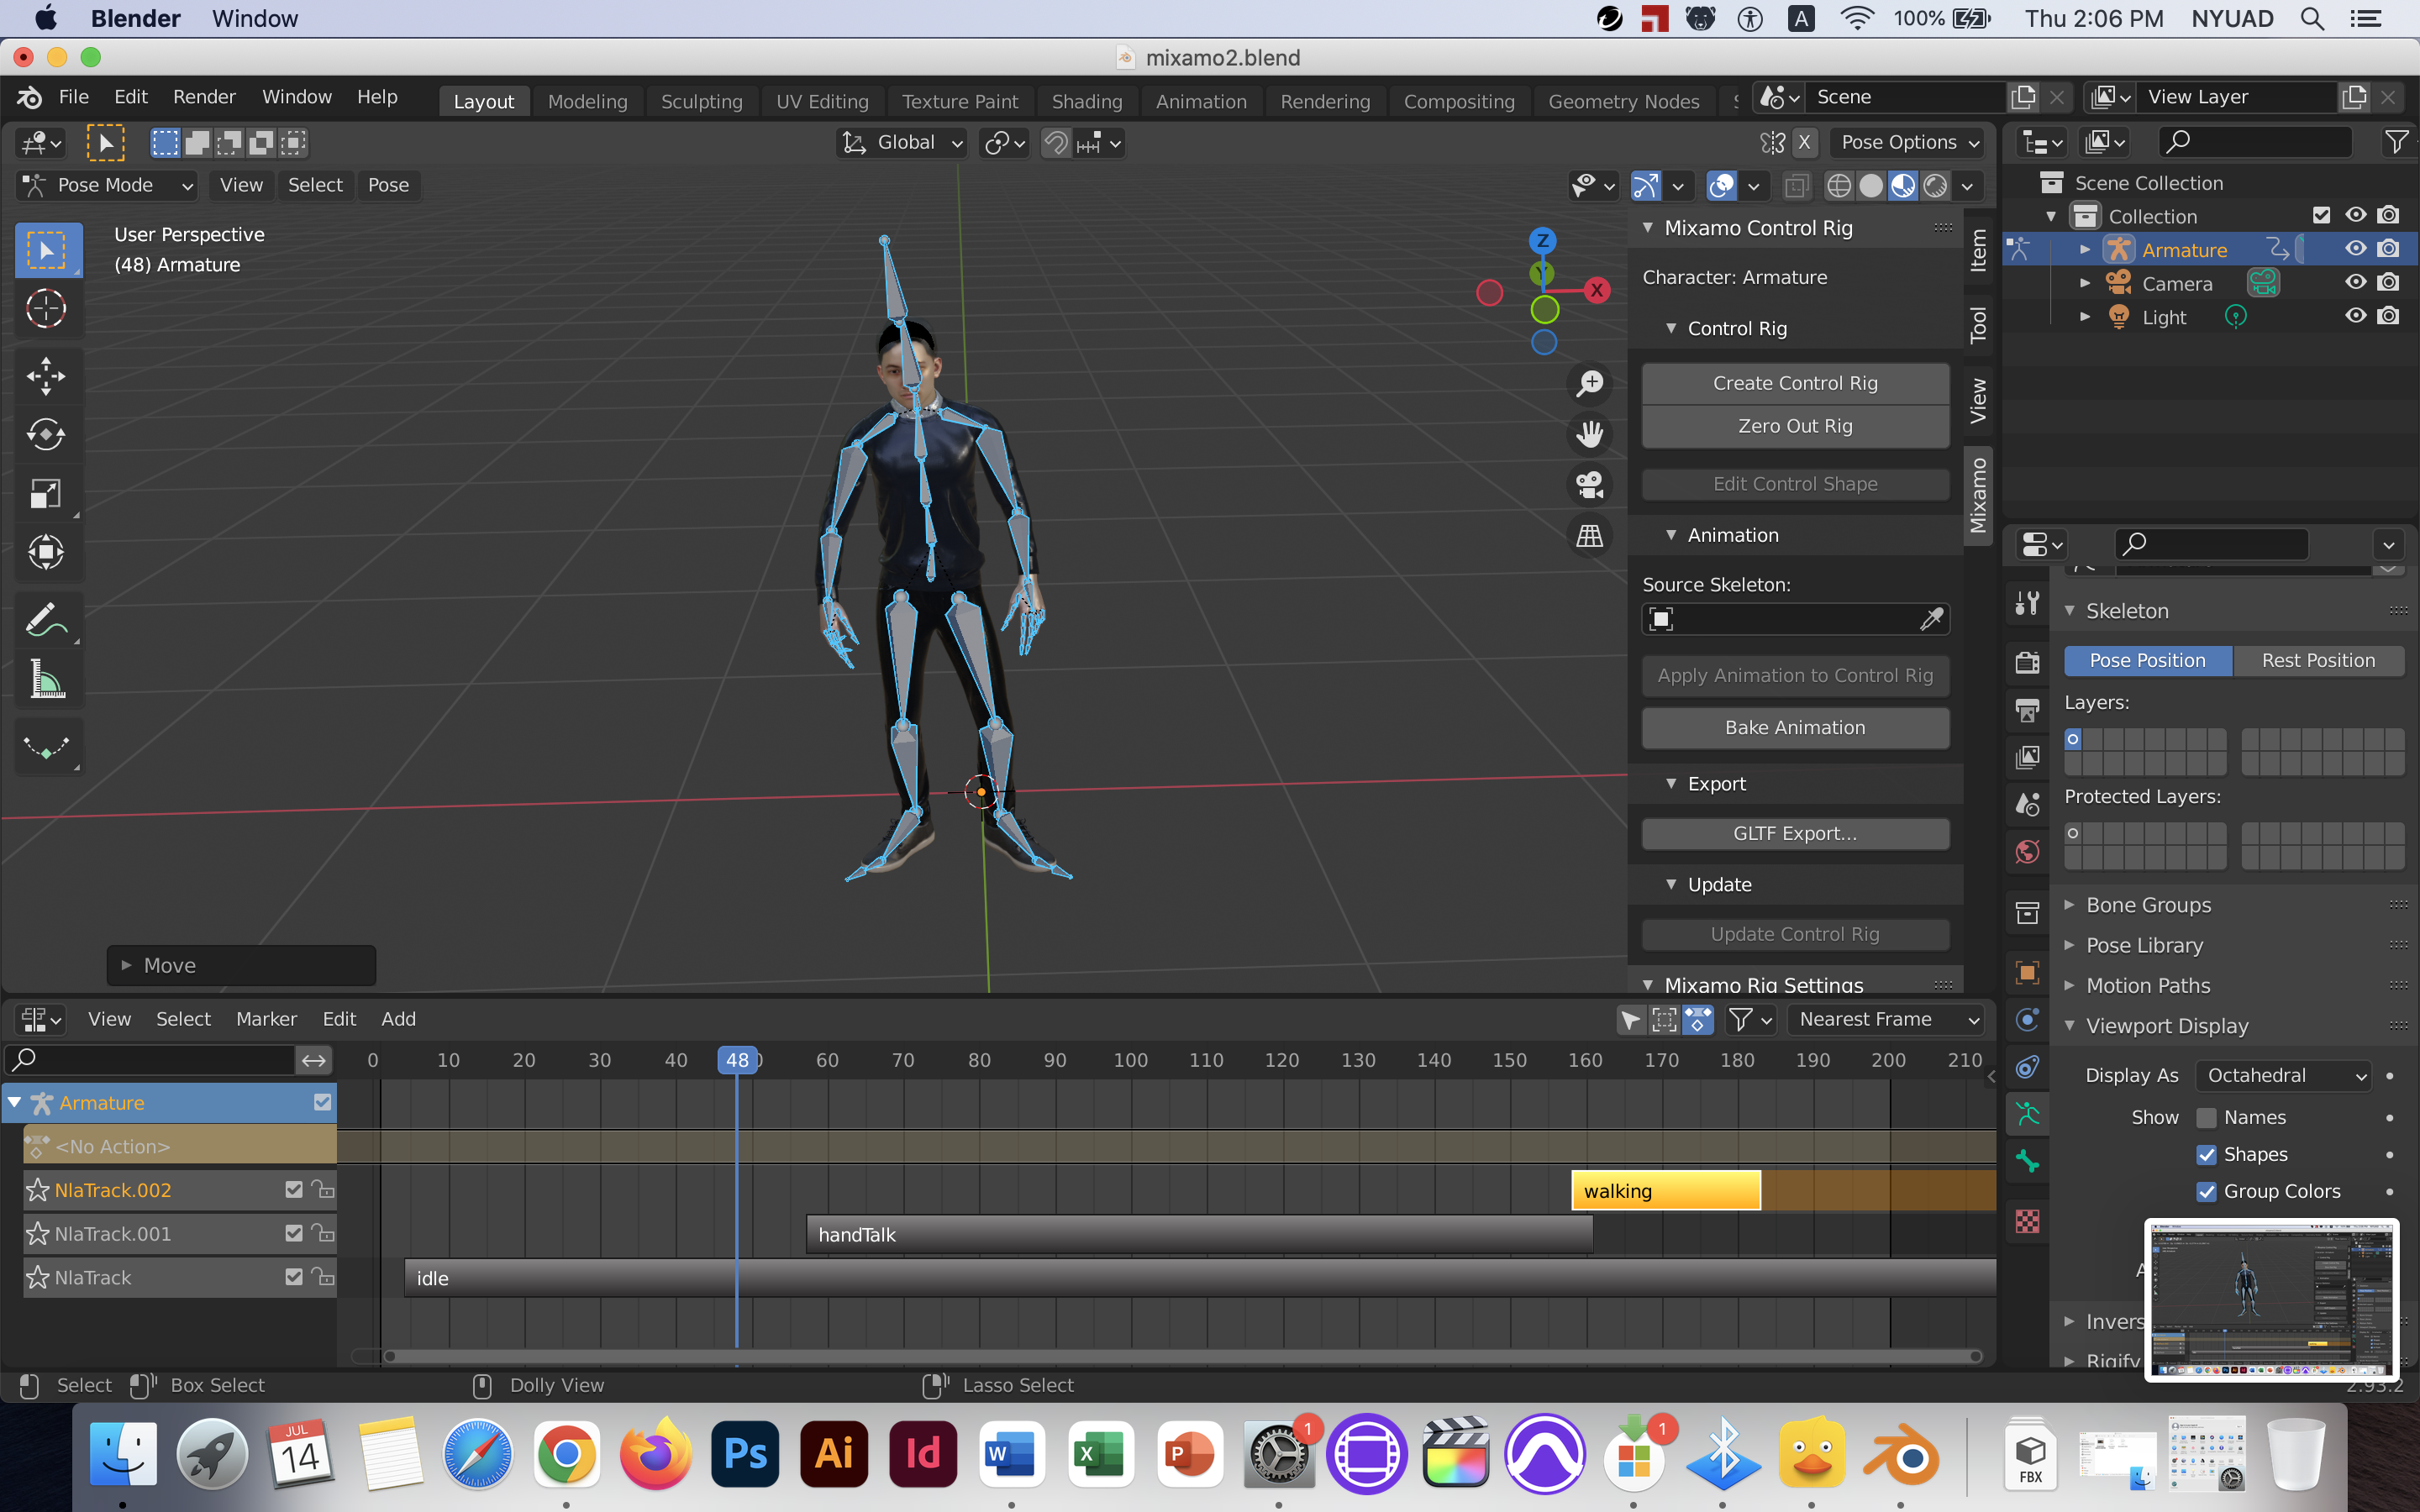 Blender Window
100% Thu 2:06 PM NYUAD
mixamo2.blend
File Edit Render Window Help
Layout Modeling Sculpting UV Editing Texture Paint Shading Animation Rendering Compositing Geometry Nodes
Scene
View Layer
Global
X
Pose Options
Pose Mode View Select Pose
User Perspective
(48) Armature
Z
Y
X
Mixamo Control Rig
Character: Armature
Control Rig
Create Control Rig
Zero Out Rig
Edit Control Shape
Animation
Source Skeleton:
Apply Animation to Control Rig
Bake Animation
Export
GLTF Export...
Update
Update Control Rig
Mixamo Rig Settings
Item
Tool
View
Mixamo
Scene Collection
Collection
Armature
Camera
Light
Skeleton
Pose Position Rest Position
Layers:
Protected Layers:
Bone Groups
Pose Library
Motion Paths
Viewport Display
Display As Octahedral
Show Names
Shapes
Group Colors
A
Invers
Rigify
2.93.2
Move
View Select Marker Edit Add
Nearest Frame
0 10 20 30 40 48 60 70 80 90 100 110 120 130 140 150 160 170 180 190 200 210
Armature
<No Action>
NlaTrack.002
walking
NlaTrack.001
handTalk
NlaTrack
idle
Select Box Select Dolly View Lasso Select
JUL
14
Ps
Ai
Id
W
X
P
1
1
FBX